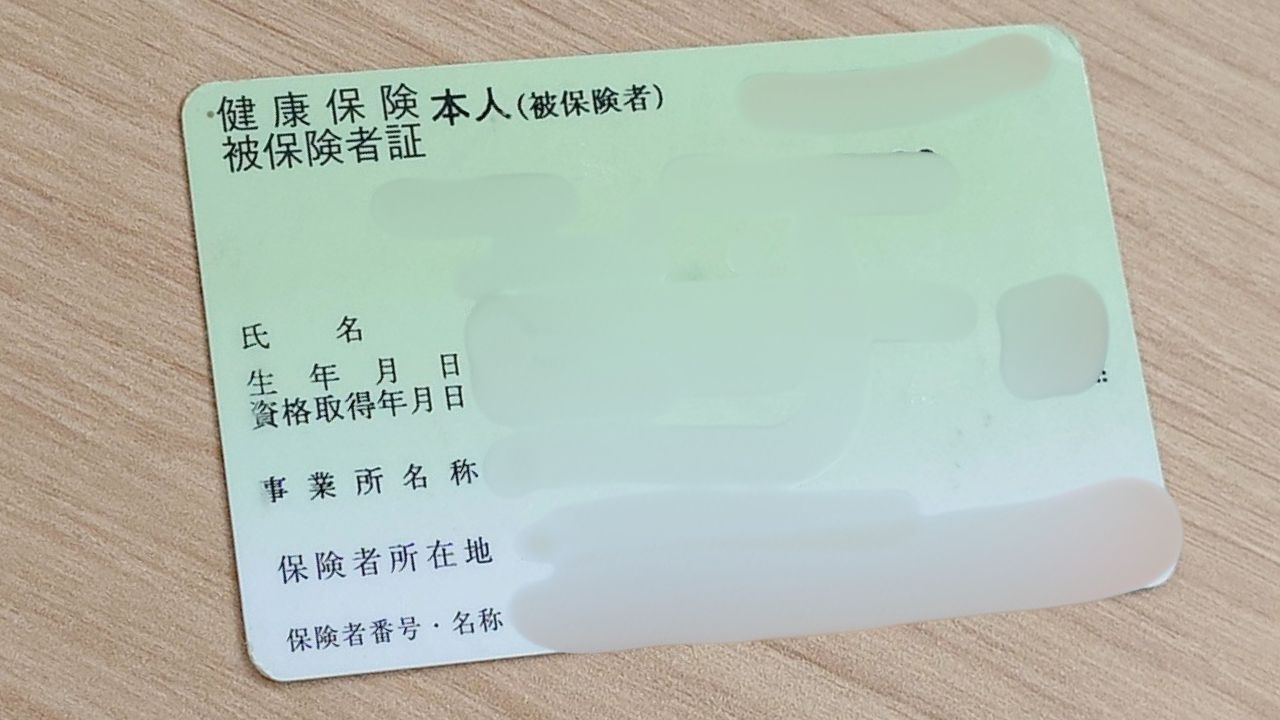 健康保険 本人(被保険者)
被保険者証
氏名
生年月日
資格取得年月日
事業所名称
保険者所在地
保険者番号・名称